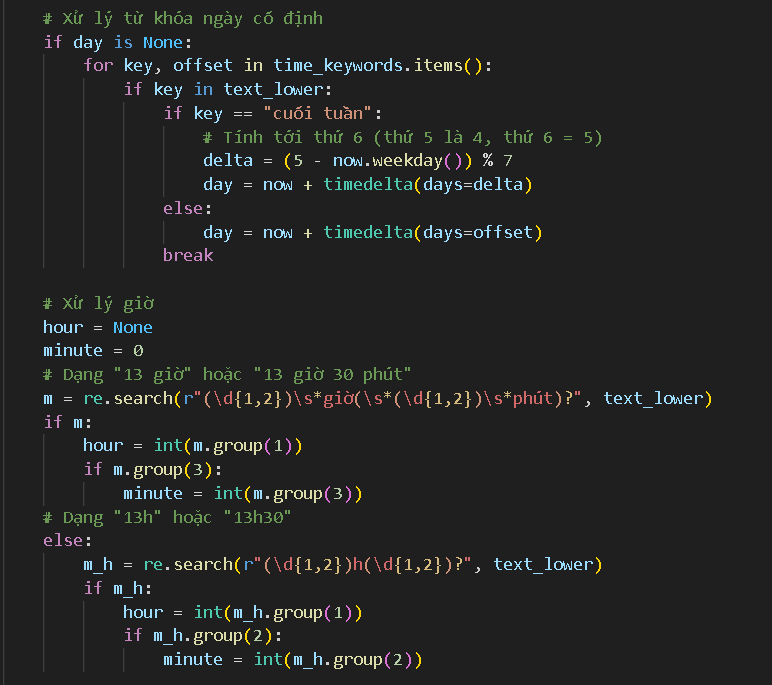 # Xử lý từ khóa ngày cố định
if day is None:
    for key, offset in time_keywords.items():
        if key in text_lower:
            if key == "cuối tuần":
                # Tính tới thứ 6 (thứ 5 là 4, thứ 6 = 5)
                delta = (5 - now.weekday()) % 7
                day = now + timedelta(days=delta)
            else:
                day = now + timedelta(days=offset)
            break
# Xử lý giờ
hour = None
minute = 0
# Dạng "13 giờ" hoặc "13 giờ 30 phút"
m = re.search(r"(\d{1,2})\s*giờ(\s*(\d{1,2})\s*phút)?", text_lower)
if m:
    hour = int(m.group(1))
    if m.group(3):
        minute = int(m.group(3))
# Dạng "13h" hoặc "13h30"
else:
    m_h = re.search(r"(\d{1,2})h(\d{1,2})?", text_lower)
    if m_h:
        hour = int(m_h.group(1))
        if m_h.group(2):
            minute = int(m_h.group(2))